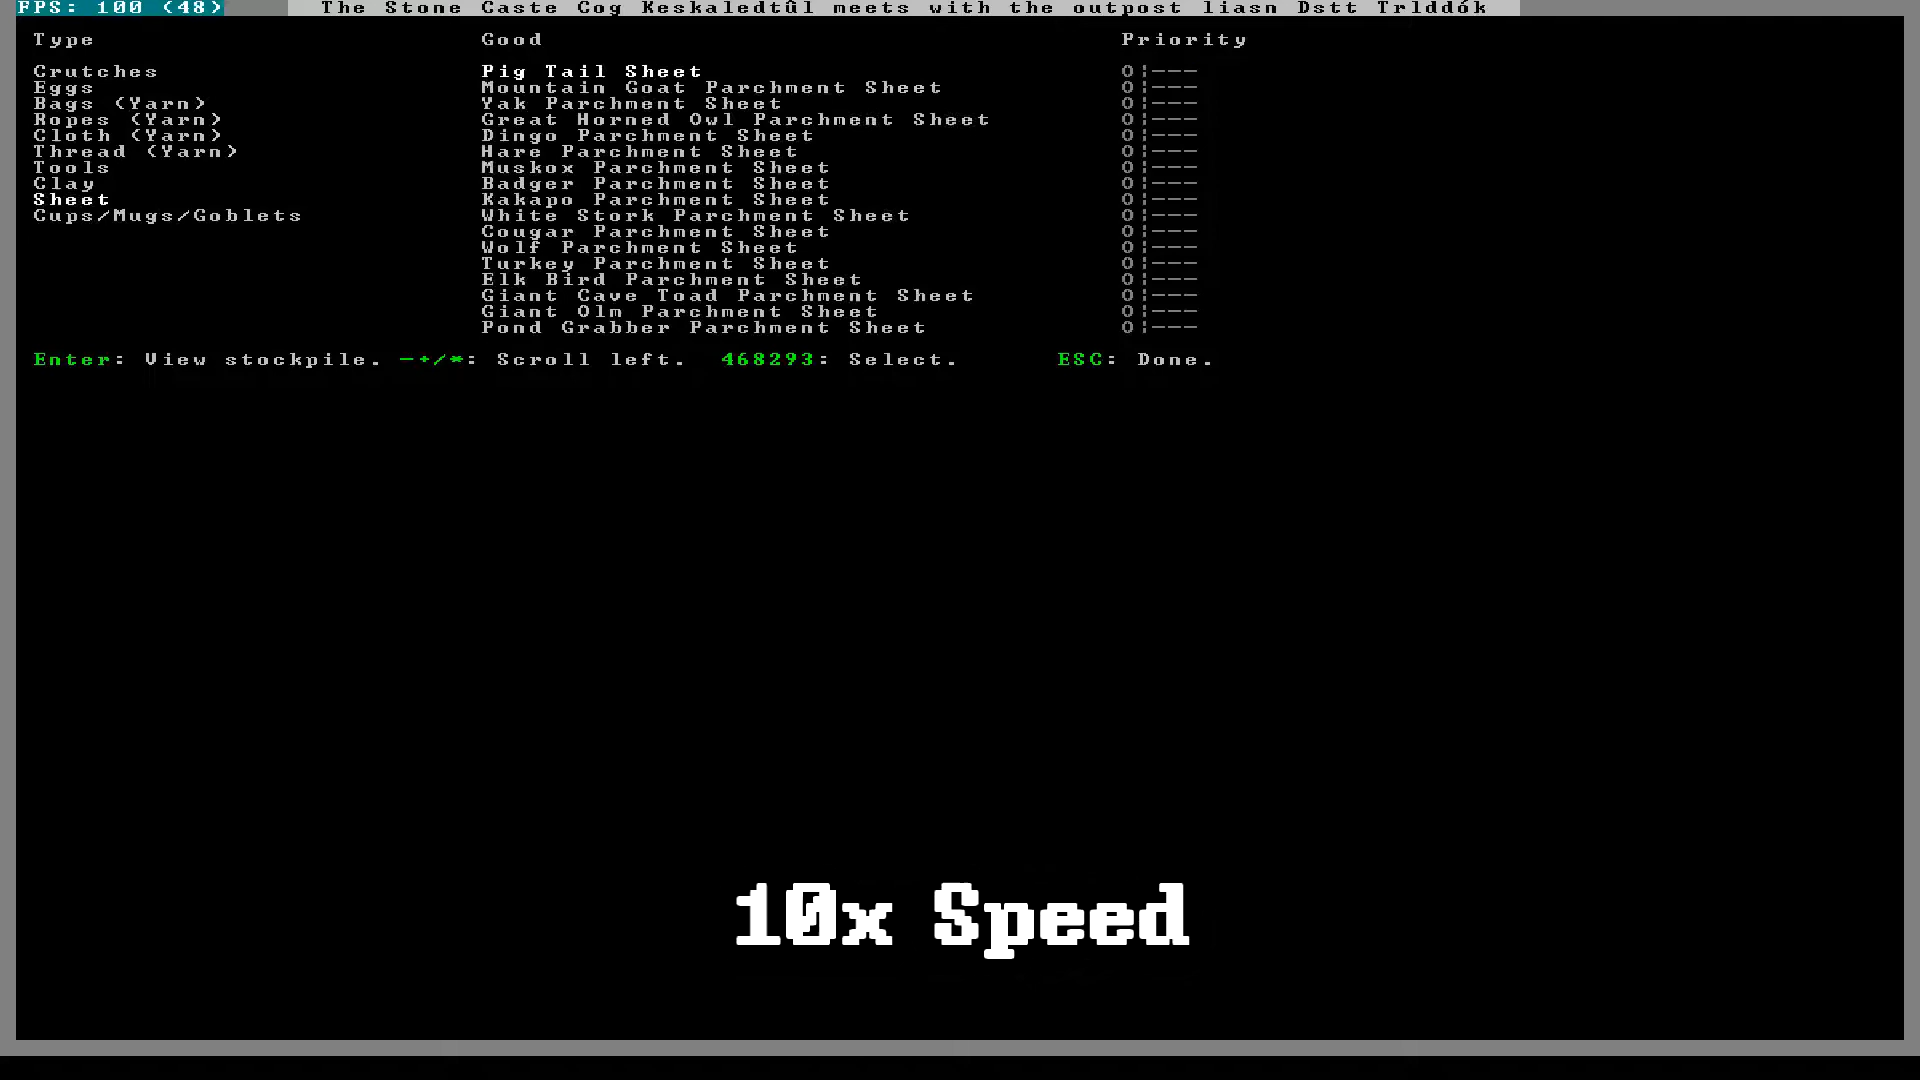 FPS: 100 (48) The Stone Caste Cog Keskaledtûl meets with the outpost liasn Dstt Trlddók
Type Good Priority
Crutches Pig Tail Sheet 0|---
Eggs Mountain Goat Parchment Sheet 0|---
Bags (Yarn) Yak Parchment Sheet 0|---
Ropes (Yarn) Great Horned Owl Parchment Sheet 0|---
Cloth (Yarn) Dingo Parchment Sheet 0|---
Thread (Yarn) Hare Parchment Sheet 0|---
Tools Muskox Parchment Sheet 0|---
Clay Badger Parchment Sheet 0|---
Sheet Kakapo Parchment Sheet 0|---
Cups/Mugs/Goblets White Stork Parchment Sheet 0|---
Cougar Parchment Sheet 0|---
Wolf Parchment Sheet 0|---
Turkey Parchment Sheet 0|---
Elk Bird Parchment Sheet 0|---
Giant Cave Toad Parchment Sheet 0|---
Giant Olm Parchment Sheet 0|---
Pond Grabber Parchment Sheet 0|---
Enter: View stockpile. -+/*: Scroll left. 468293: Select. ESC: Done.
10x Speed